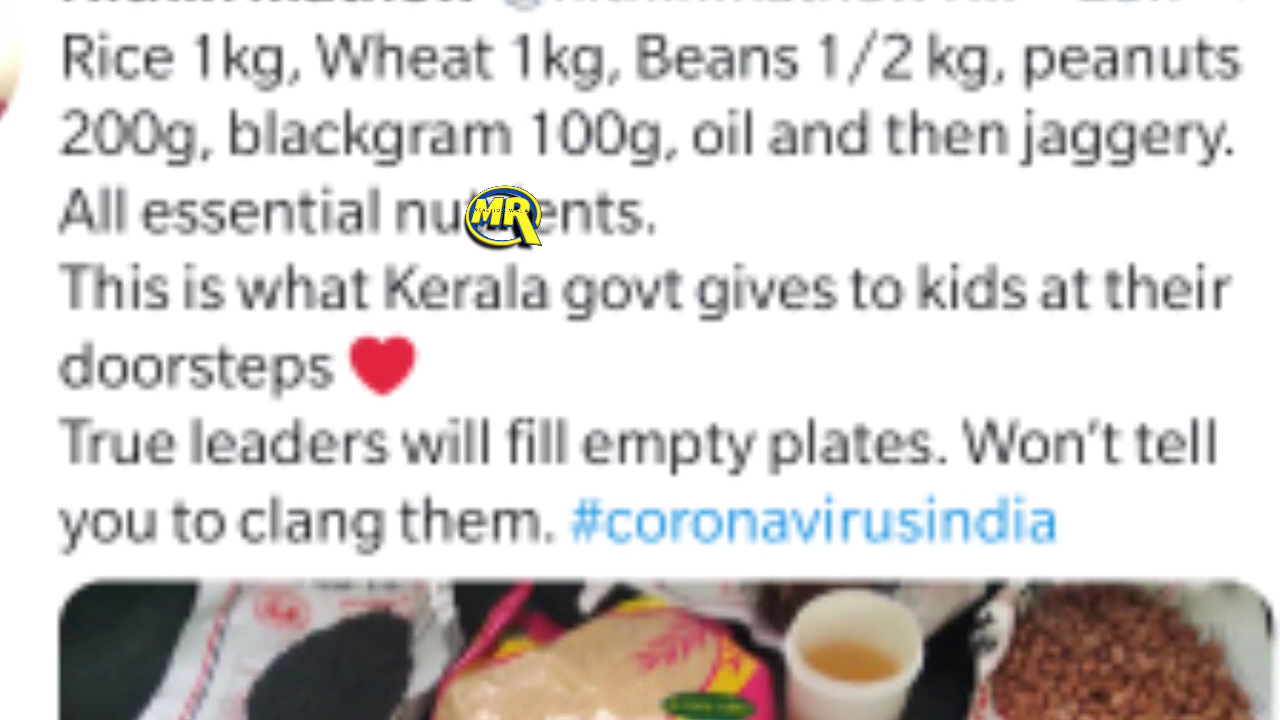 Rice 1kg, Wheat 1kg, Beans 1/2 kg, peanuts
200g, blackgram 100g, oil and then jaggery.
All essential nutrients.
MR
This is what Kerala govt gives to kids at their
doorsteps ❤
True leaders will fill empty plates. Won't tell
you to clang them. #coronavirusindia